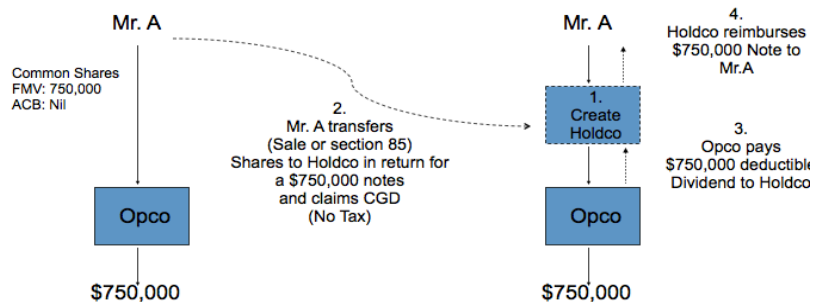 Mr. A
Common Shares
FMV: 750,000
ACB: Nil
Opco
$750,000
2.
Mr. A transfers
(Sale or section 85)
Shares to Holdco in return for
a $750,000 notes
and claims CGD
(No Tax)
Mr. A
4.
Holdco reimburses
$750,000 Note to
Mr.A
1.
Create
Holdco
3.
Opco pays
$750,000 deductible
Dividend to Holdco
Opco
$750,000